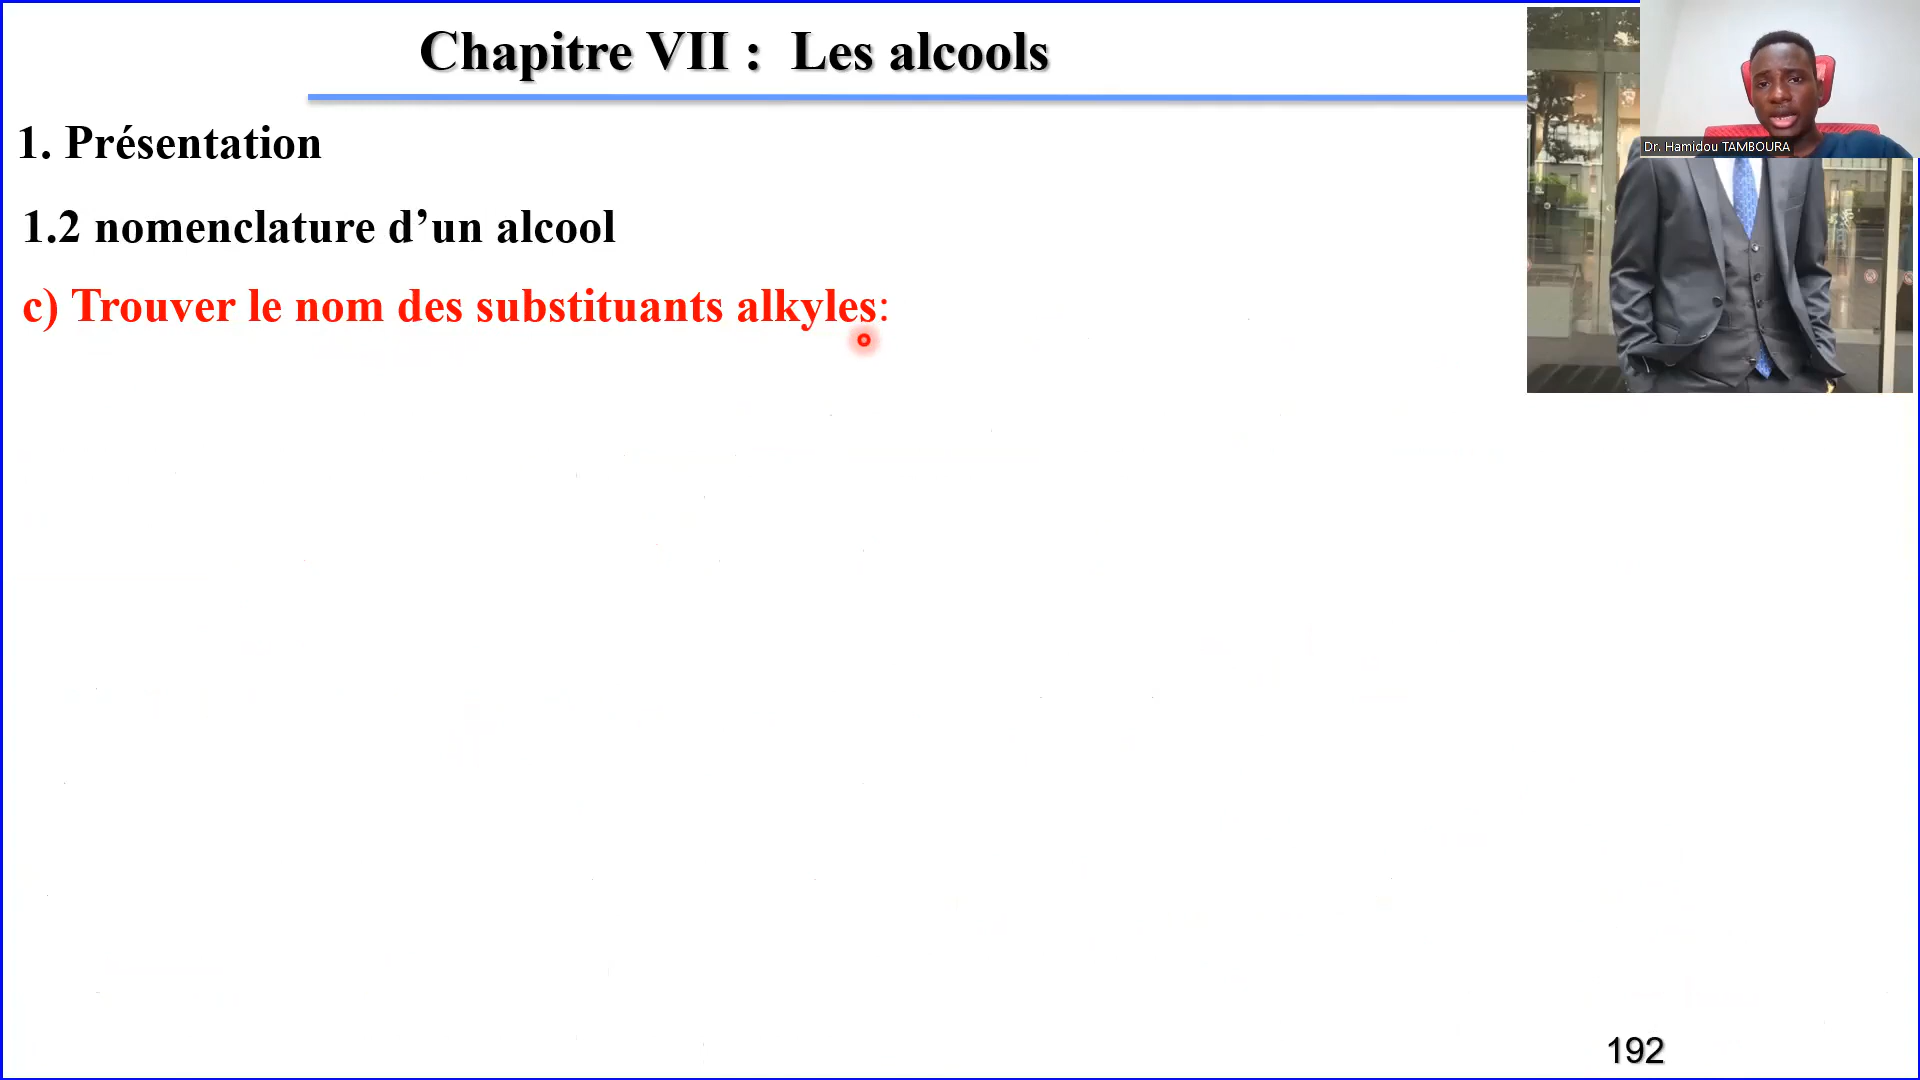 Chapitre VII : Les alcools
Dr. Hamidou TAMBOURA
1. Présentation
1.2 nomenclature d’un alcool
c) Trouver le nom des substituants alkyles:
192